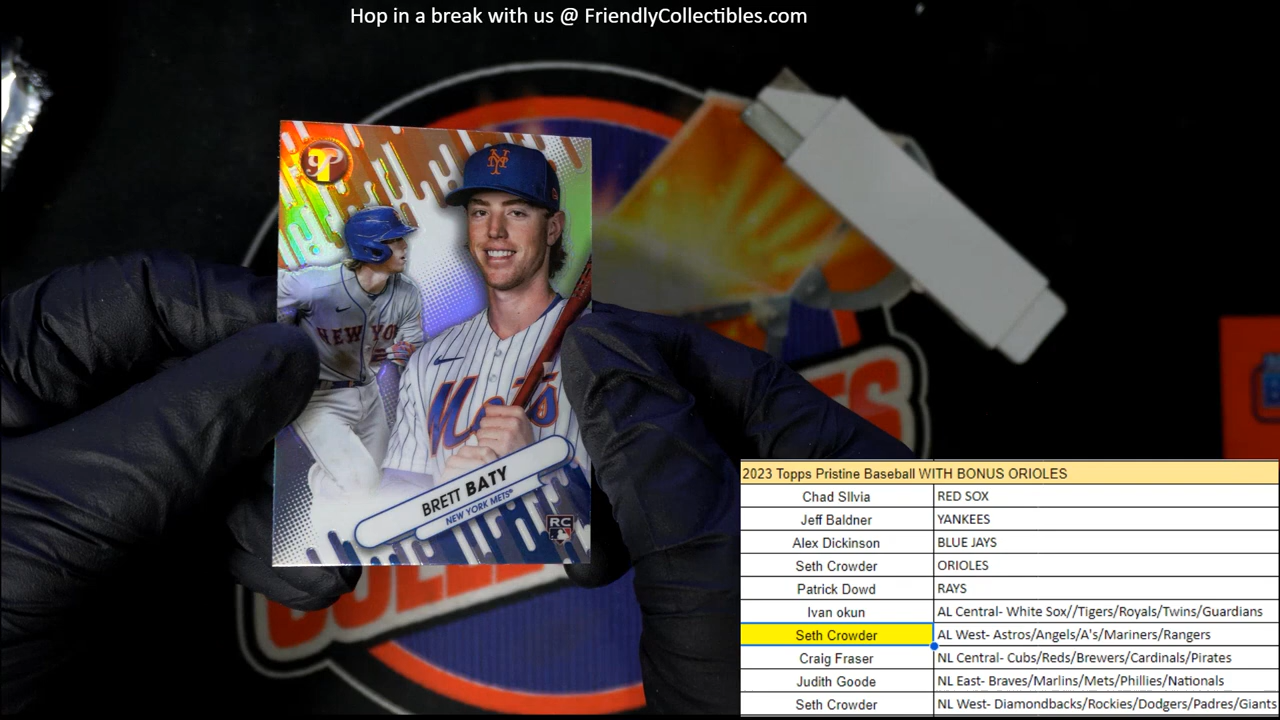 Hop in a break with us @ FriendlyCollectibles.com
NY
NEW YO
Mets
BRETT BATY
NEW YORK METS®
RC
2023 Topps Pristine Baseball WITH BONUS ORIOLES
Chad SIlvia RED SOX
Jeff Baldner YANKEES
Alex Dickinson BLUE JAYS
Seth Crowder ORIOLES
Patrick Dowd RAYS
Ivan okun AL Central- White Sox//Tigers/Royals/Twins/Guardians
Seth Crowder AL West- Astros/Angels/A's/Mariners/Rangers
Craig Fraser NL Central- Cubs/Reds/Brewers/Cardinals/Pirates
Judith Goode NL East- Braves/Marlins/Mets/Phillies/Nationals
Seth Crowder NL West- Diamondbacks/Rockies/Dodgers/Padres/Giants